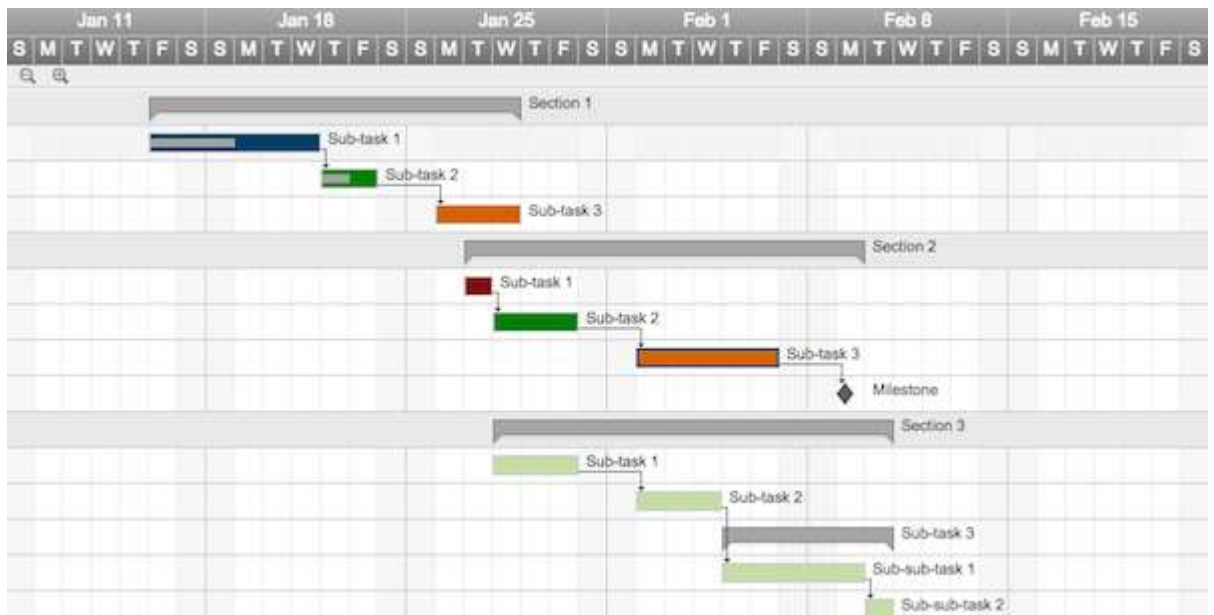 Jan 11 Jan 18 Jan 25 Feb 1 Feb 8 Feb 15
S M T W T F S S M T W T F S S M T W T F S S M T W T F S S M T W T F S S M T W T F S
Section 1
Sub-task 1
Sub-task 2
Sub-task 3
Section 2
Sub-task 1
Sub-task 2
Sub-task 3
Milestone
Section 3
Sub-task 1
Sub-task 2
Sub-task 3
Sub-sub-task 1
Sub-sub-task 2